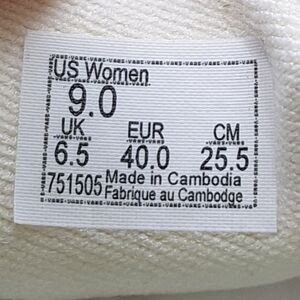 US Women
9.0
UK EUR CM
6.5 40.0 25.5
751505 Made in Cambodia
Fabrique au Cambodge